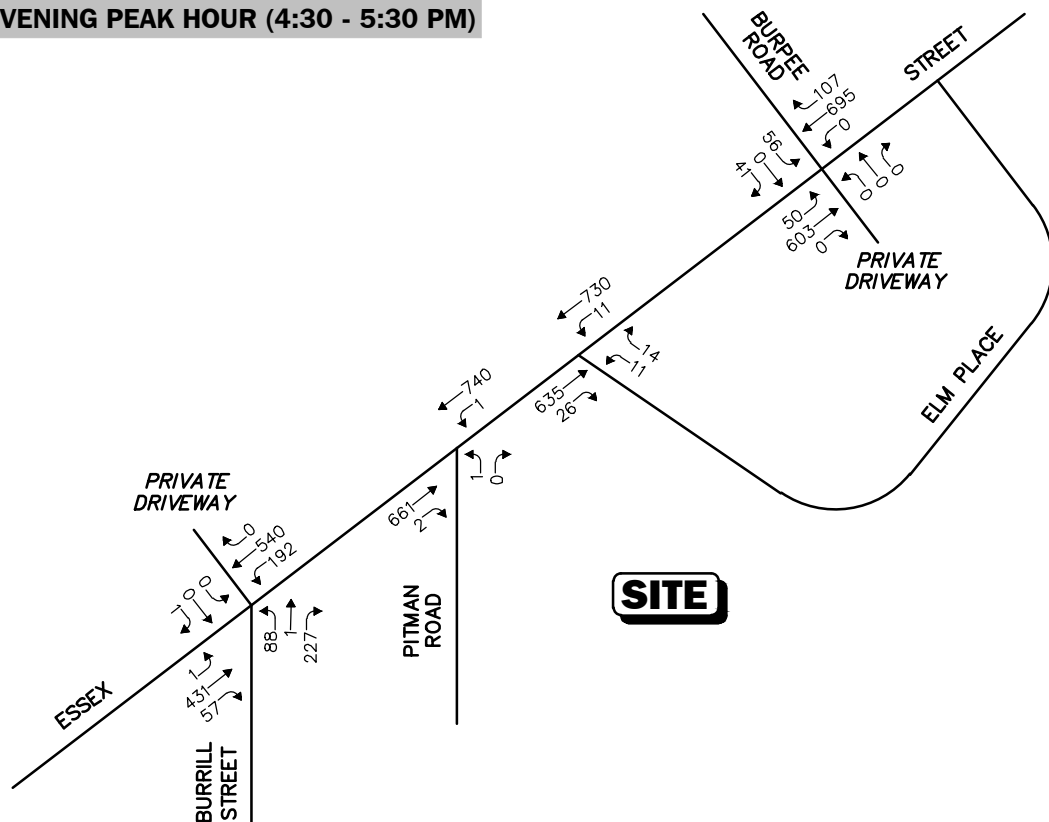 VENING PEAK HOUR (4:30 - 5:30 PM)
BURPEE
ROAD
STREET
107
695
0
56
0
41
0
0
0
50
603
0
PRIVATE
DRIVEWAY
730
11
14
11
635
26
ELM PLACE
740
1
1
0
661
2
PRIVATE
DRIVEWAY
0
540
192
0
0
1
88
1
227
1
431
57
PITMAN
ROAD
SITE
ESSEX
BURRILL
STREET